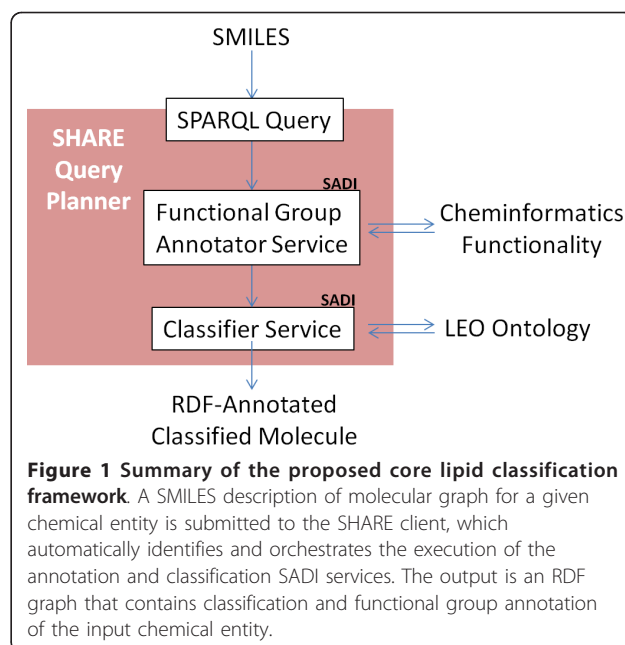 SMILES
SPARQL Query
SHARE
Query
Planner
SADI
Functional Group
Annotator Service
Cheminformatics
Functionality
SADI
Classifier Service
LEO Ontology
RDF-Annotated
Classified Molecule
Figure 1 Summary of the proposed core lipid classification
framework. A SMILES description of molecular graph for a given
chemical entity is submitted to the SHARE client, which
automatically identifies and orchestrates the execution of the
annotation and classification SADI services. The output is an RDF
graph that contains classification and functional group annotation
of the input chemical entity.